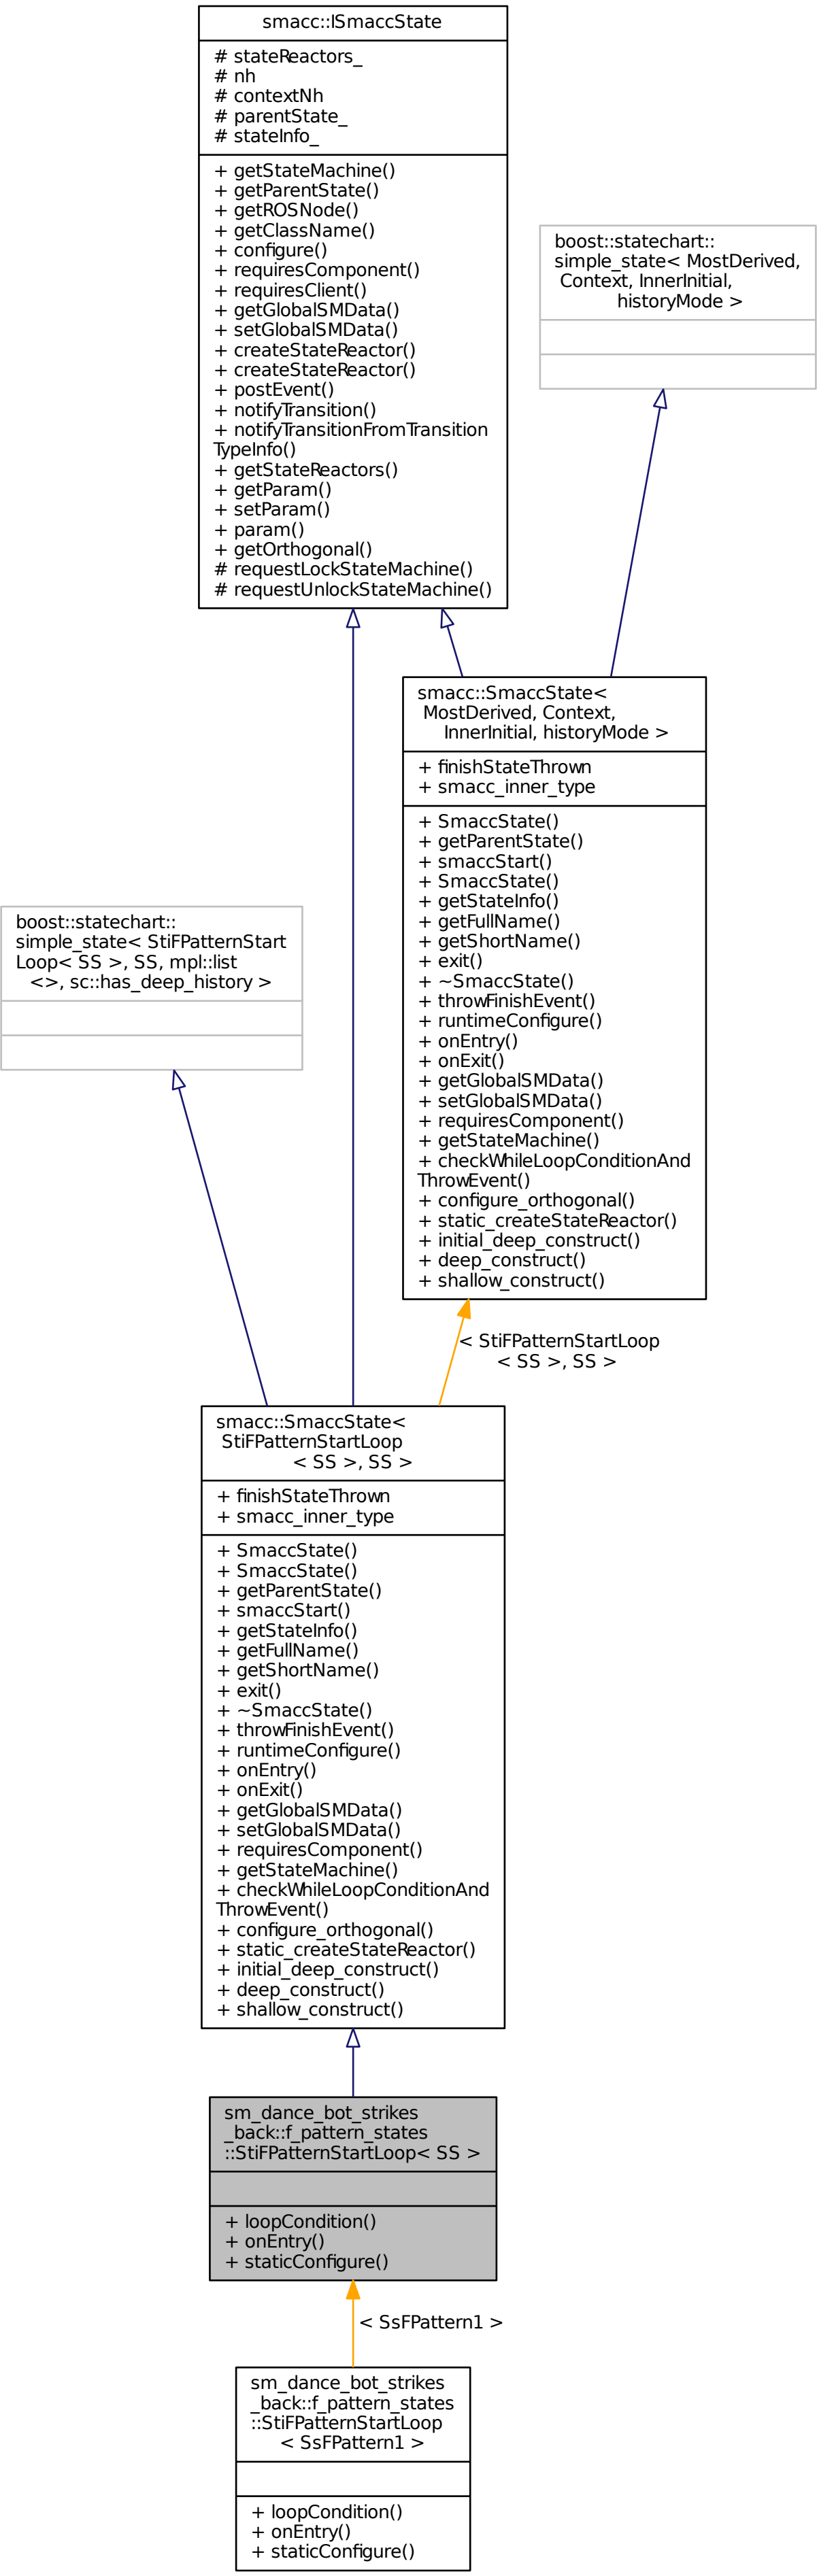 smacc::ISmaccState
# stateReactors_
# nh
# contextNh
# parentState_
# stateInfo_
+ getStateMachine()
+ getParentState()
+ getROSNode()
+ getClassName()
+ configure()
+ requiresComponent()
+ requiresClient()
+ getGlobalSMData()
+ setGlobalSMData()
+ createStateReactor()
+ createStateReactor()
+ postEvent()
+ notifyTransition()
+ notifyTransitionFromTransition
TypeInfo()
+ getStateReactors()
+ getParam()
+ setParam()
+ param()
+ getOrthogonal()
# requestLockStateMachine()
# requestUnlockStateMachine()
boost::statechart::
simple_state< MostDerived,
Context, InnerInitial,
historyMode >
smacc::SmaccState<
MostDerived, Context,
InnerInitial, historyMode >
+ finishStateThrown
+ smacc_inner_type
+ SmaccState()
+ getParentState()
+ smaccStart()
+ SmaccState()
+ getStateInfo()
+ getFullName()
+ getShortName()
+ exit()
+ ~SmaccState()
+ throwFinishEvent()
+ runtimeConfigure()
+ onEntry()
+ onExit()
+ getGlobalSMData()
+ setGlobalSMData()
+ requiresComponent()
+ getStateMachine()
+ checkWhileLoopConditionAnd
ThrowEvent()
+ configure_orthogonal()
+ static_createStateReactor()
+ initial_deep_construct()
+ deep_construct()
+ shallow_construct()
boost::statechart::
simple_state< StiFPatternStart
Loop< SS >, SS, mpl::list
<>, sc::has_deep_history >
< StiFPatternStartLoop
< SS >, SS >
smacc::SmaccState<
StiFPatternStartLoop
< SS >, SS >
+ finishStateThrown
+ smacc_inner_type
+ SmaccState()
+ SmaccState()
+ getParentState()
+ smaccStart()
+ getStateInfo()
+ getFullName()
+ getShortName()
+ exit()
+ ~SmaccState()
+ throwFinishEvent()
+ runtimeConfigure()
+ onEntry()
+ onExit()
+ getGlobalSMData()
+ setGlobalSMData()
+ requiresComponent()
+ getStateMachine()
+ checkWhileLoopConditionAnd
ThrowEvent()
+ configure_orthogonal()
+ static_createStateReactor()
+ initial_deep_construct()
+ deep_construct()
+ shallow_construct()
sm_dance_bot_strikes
_back::f_pattern_states
::StiFPatternStartLoop< SS >
+ loopCondition()
+ onEntry()
+ staticConfigure()
< SsFPattern1 >
sm_dance_bot_strikes
_back::f_pattern_states
::StiFPatternStartLoop
< SsFPattern1 >
+ loopCondition()
+ onEntry()
+ staticConfigure()